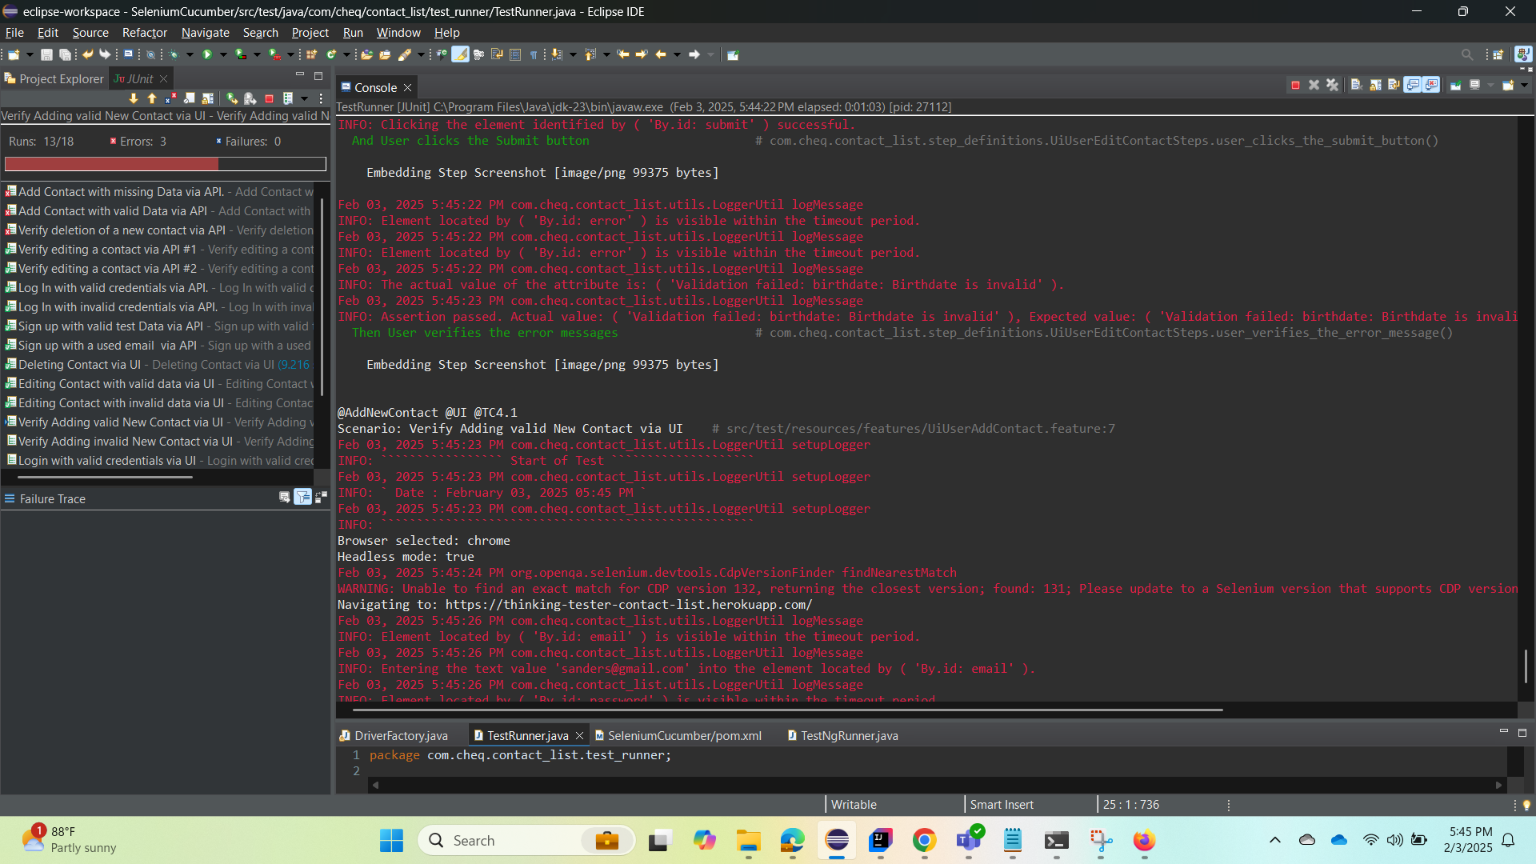 eclipse-workspace - SeleniumCucumber/src/test/java/com/cheq/contact_list/test_runner/TestRunner.java - Eclipse IDE
File Edit Source Refactor Navigate Search Project Run Window Help
Project Explorer JUnit
Verify Adding valid New Contact via UI - Verify Adding valid N
Runs: 13/18 Errors: 3 Failures: 0
Add Contact with missing Data via API. - Add Contact w
Add Contact with valid Data via API - Add Contact with
Verify deletion of a new contact via API - Verify deletion
Verify editing a contact via API #1 - Verify editing a cont
Verify editing a contact via API #2 - Verify editing a cont
Log In with valid credentials via API. - Log In with valid c
Log In with invalid credentials via API. - Log In with inva
Sign up with valid test Data via API - Sign up with valid
Sign up with a used email  via API - Sign up with a used
Deleting Contact via UI - Deleting Contact via UI (9.216
Editing Contact with valid data via UI - Editing Contact
Editing Contact with invalid data via UI - Editing Contac
Verify Adding valid New Contact via UI - Verify Adding
Verify Adding invalid New Contact via UI - Verify Adding
Login with valid credentials via UI - Login with valid cre
Failure Trace
Console
TestRunner [JUnit] C:\Program Files\Java\jdk-23\bin\javaw.exe (Feb 3, 2025, 5:44:22 PM elapsed: 0:01:03) [pid: 27112]
INFO: Clicking the element identified by ( 'By.id: submit' ) successful.
And User clicks the Submit button # com.cheq.contact_list.step_definitions.UiUserEditContactSteps.user_clicks_the_submit_button()
Embedding Step Screenshot [image/png 99375 bytes]
Feb 03, 2025 5:45:22 PM com.cheq.contact_list.utils.LoggerUtil logMessage
INFO: Element located by ( 'By.id: error' ) is visible within the timeout period.
Feb 03, 2025 5:45:22 PM com.cheq.contact_list.utils.LoggerUtil logMessage
INFO: Element located by ( 'By.id: error' ) is visible within the timeout period.
Feb 03, 2025 5:45:22 PM com.cheq.contact_list.utils.LoggerUtil logMessage
INFO: The actual value of the attribute is: ( 'Validation failed: birthdate: Birthdate is invalid' ).
Feb 03, 2025 5:45:23 PM com.cheq.contact_list.utils.LoggerUtil logMessage
INFO: Assertion passed. Actual value: ( 'Validation failed: birthdate: Birthdate is invalid' ), Expected value: ( 'Validation failed: birthdate: Birthdate is invali
Then User verifies the error messages # com.cheq.contact_list.step_definitions.UiUserEditContactSteps.user_verifies_the_error_message()
Embedding Step Screenshot [image/png 99375 bytes]
@AddNewContact @UI @TC4.1
Scenario: Verify Adding valid New Contact via UI # src/test/resources/features/UiUserAddContact.feature:7
Feb 03, 2025 5:45:23 PM com.cheq.contact_list.utils.LoggerUtil setupLogger
INFO: ````````````````` Start of Test ````````````````````
Feb 03, 2025 5:45:23 PM com.cheq.contact_list.utils.LoggerUtil setupLogger
INFO: ` Date : February 03, 2025 05:45 PM `
Feb 03, 2025 5:45:23 PM com.cheq.contact_list.utils.LoggerUtil setupLogger
INFO: ````````````````````````````````````````````````````
Browser selected: chrome
Headless mode: true
Feb 03, 2025 5:45:24 PM org.openqa.selenium.devtools.CdpVersionFinder findNearestMatch
WARNING: Unable to find an exact match for CDP version 132, returning the closest version; found: 131; Please update to a Selenium version that supports CDP version
Navigating to: https://thinking-tester-contact-list.herokuapp.com/
Feb 03, 2025 5:45:26 PM com.cheq.contact_list.utils.LoggerUtil logMessage
INFO: Element located by ( 'By.id: email' ) is visible within the timeout period.
Feb 03, 2025 5:45:26 PM com.cheq.contact_list.utils.LoggerUtil logMessage
INFO: Entering the text value 'sanders@gmail.com' into the element located by ( 'By.id: email' ).
Feb 03, 2025 5:45:26 PM com.cheq.contact_list.utils.LoggerUtil logMessage
INFO: Element located by ( 'By.id: password' ) is visible within the timeout period
DriverFactory.java TestRunner.java SeleniumCucumber/pom.xml TestNgRunner.java
1 package com.cheq.contact_list.test_runner;
2
Writable Smart Insert 25 : 1 : 736
1
88°F
Partly sunny
Search
5:45 PM
2/3/2025